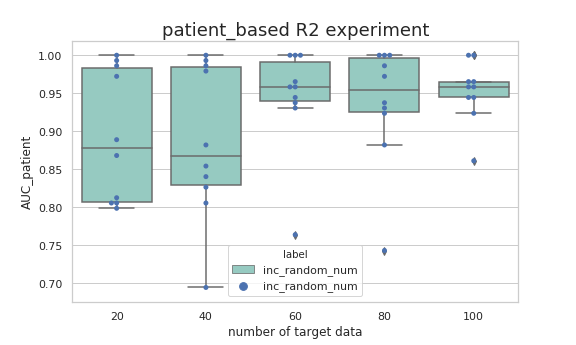 patient_based R2 experiment
AUC_patient
1.00
0.95
0.90
0.85
0.80
0.75
0.70
label
inc_random_num
inc_random_num
20
40
60
80
100
number of target data